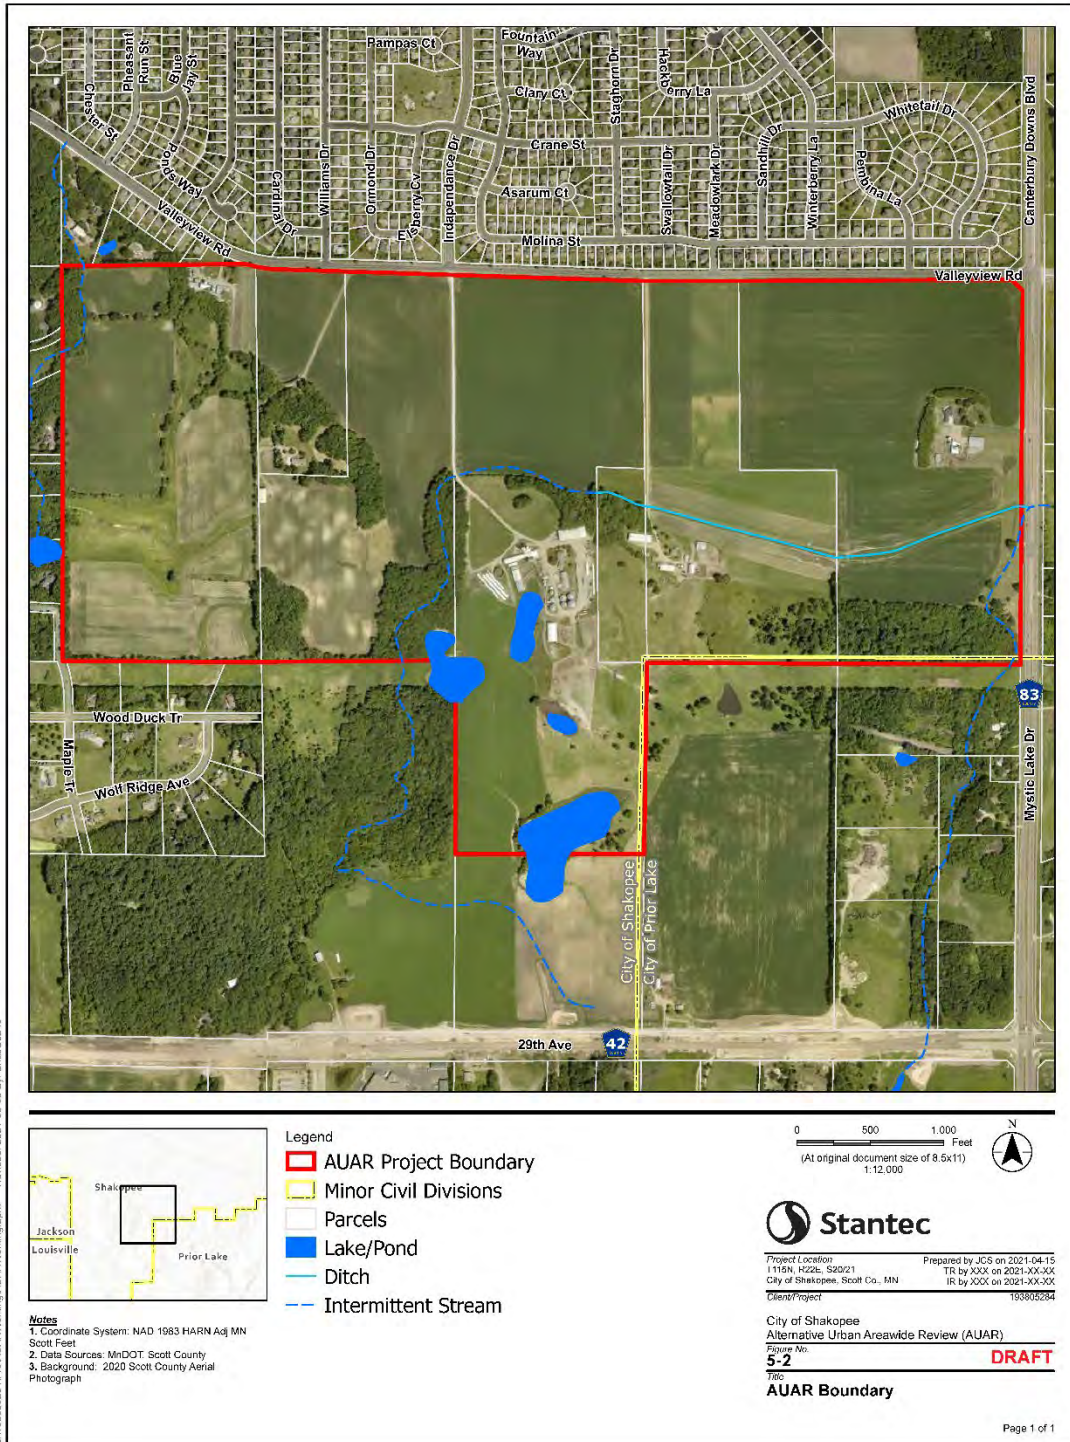 Pampas Ct
Fountain
Way
Pheasant
Run St
Blue
Jay St
Chester St
Ponds Way
Cardinal Dr
Williams Dr
Ormond Dr
Elsberry Cv
Independance Dr
Clary Ct
Crane St
Asarum Ct
Molina St
Staghorn Dr
Hackberry La
Swallowtail Dr
Meadowlark Dr
Sandhill Dr
Winterberry La
Pembina La
Whitetail Dr
Canterbury Downs Blvd
Valleyview Rd
Valleyview Rd
83
Mystic Lake Dr
Wood Duck Tr
Maple Tr
Wolf Ridge Ave
City of Shakopee
City of Prior Lake
29th Ave
42
Shakopee
Jackson
Louisville
Prior Lake
Notes
1. Coordinate System: NAD 1983 HARN Adj MN
Scott Feet
2. Data Sources: MnDOT, Scott County
3. Background: 2020 Scott County Aerial
Photograph
Legend
AUAR Project Boundary
Minor Civil Divisions
Parcels
Lake/Pond
Ditch
Intermittent Stream
0 500 1,000
Feet
(At original document size of 8.5x11)
1:12,000
N
Stantec
Project Location
T115N, R22E, S20/21
City of Shakopee, Scott Co., MN
Prepared by JCS on 2021-04-15
TR by XXX on 2021-XX-XX
IR by XXX on 2021-XX-XX
Client/Project
193805284
City of Shakopee
Alternative Urban Areawide Review (AUAR)
Figure No.
5-2
DRAFT
Title
AUAR Boundary
Page 1 of 1